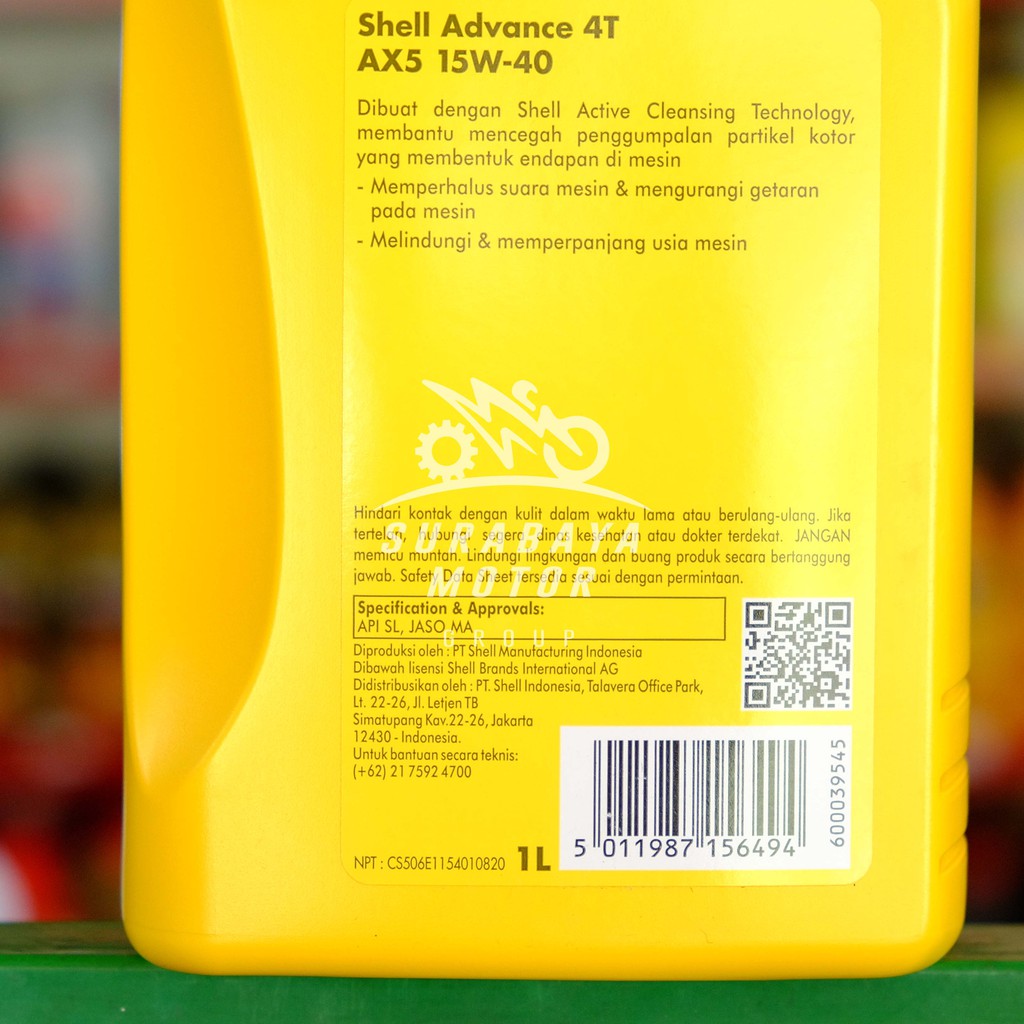 Shell Advance 4T
AX5 15W-40
Dibuat dengan Shell Active Cleansing Technology,
membantu mencegah penggumpalan partikel kotor
yang membentuk endapan di mesin
- Memperhalus suara mesin & mengurangi getaran
pada mesin
- Melindungi & memperpanjang usia mesin
Hindari kontak dengan kulit dalam waktu lama atau berulang-ulang. Jika
tertelan, hubungi segera dinas kesehatan atau dokter terdekat. JANGAN
memicu muntah. Lindungi lingkungan dan buang produk secara bertanggung
jawab. Safety Data Sheet tersedia sesuai dengan permintaan.
SURABAYA
MOTOR
GROUP
Specification & Approvals:
API SL, JASO MA
Diproduksi oleh : PT Shell Manufacturing Indonesia
Dibawah lisensi Shell Brands International AG
Didistribusikan oleh : PT. Shell Indonesia, Talavera Office Park,
Lt. 22-26, Jl. Letjen TB
Simatupang Kav.22-26, Jakarta
12430 - Indonesia.
Untuk bantuan secara teknis:
(+62) 21 7592 4700
NPT : CS506E1154010820 1L
5 011987 156494
600039545